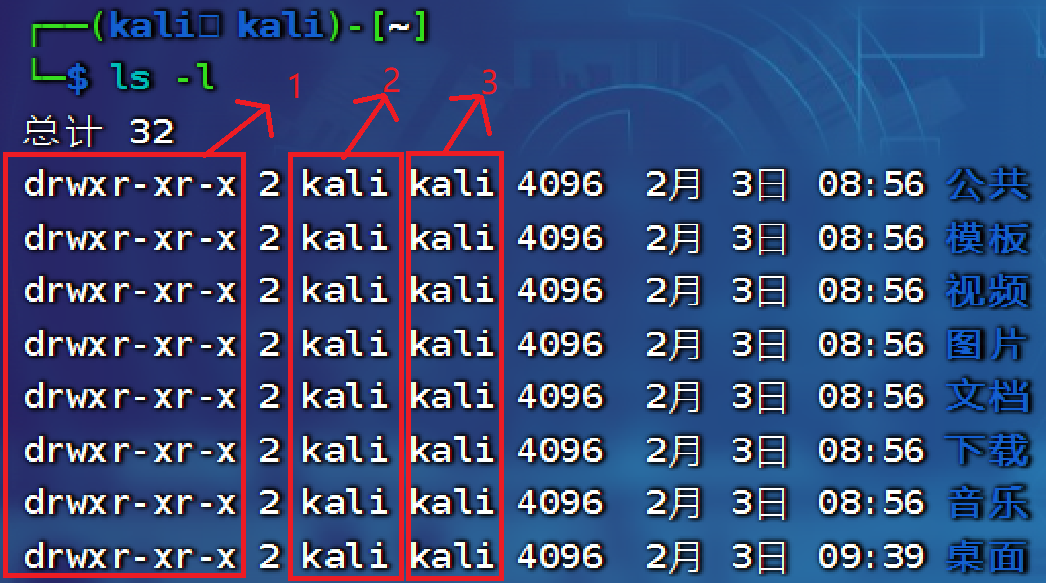 ┌──(kali㉿ kali)-[~]
└─$ ls -l
1 2 3
总计 32
drwxr-xr-x 2 kali kali 4096 2月 3日 08:56 公共
drwxr-xr-x 2 kali kali 4096 2月 3日 08:56 模板
drwxr-xr-x 2 kali kali 4096 2月 3日 08:56 视频
drwxr-xr-x 2 kali kali 4096 2月 3日 08:56 图片
drwxr-xr-x 2 kali kali 4096 2月 3日 08:56 文档
drwxr-xr-x 2 kali kali 4096 2月 3日 08:56 下载
drwxr-xr-x 2 kali kali 4096 2月 3日 08:56 音乐
drwxr-xr-x 2 kali kali 4096 2月 3日 09:39 桌面